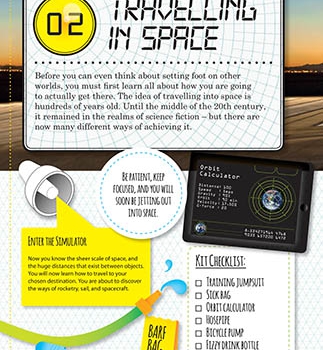 02
TRAVELLING
IN SPACE
Before you can even think about setting foot on other
worlds, you must first learn all about how you are going
to actually get there. The idea of travelling into space is
hundreds of years old. Until the middle of the 20th century,
it remained in the realms of science fiction – but there are
now many different ways of achieving it.
BE PATIENT, KEEP
FOCUSED, AND YOU WILL
SOON BE JETTING OUT
INTO SPACE.
Orbit
Calculator
Distance: 100
ENTER THE SIMULATOR
Now you know the sheer scale of space, and
the huge distances that exist between objects.
You will now learn how to travel to your
chosen destination. You are about to discover
the ways of rocketry, sail, and spacecraft.
KIT CHECKLIST:
TRAINING JUMPSUIT
SICK BAG
ORBIT CALCULATOR
HOSEPIPE
BICYCLE PUMP
FIZZY DRINK BOTTLE
BARF
BAG